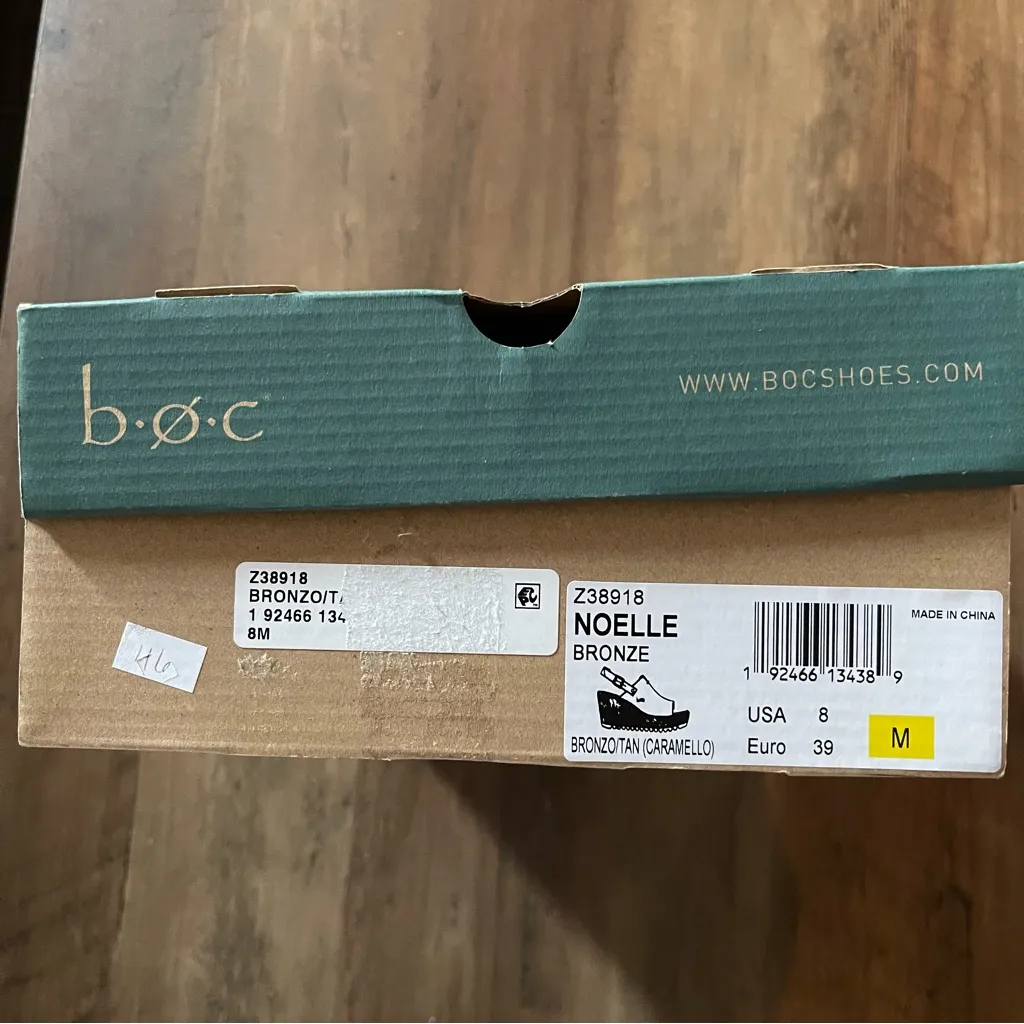 b·ø·c
WWW.BOCSHOES.COM
Z38918
BRONZO/TA
1 92466 134
8M
Z38918
NOELLE
BRONZE
BRONZO/TAN (CARAMELLO)
MADE IN CHINA
1 92466 13438 9
USA 8
Euro 39
M